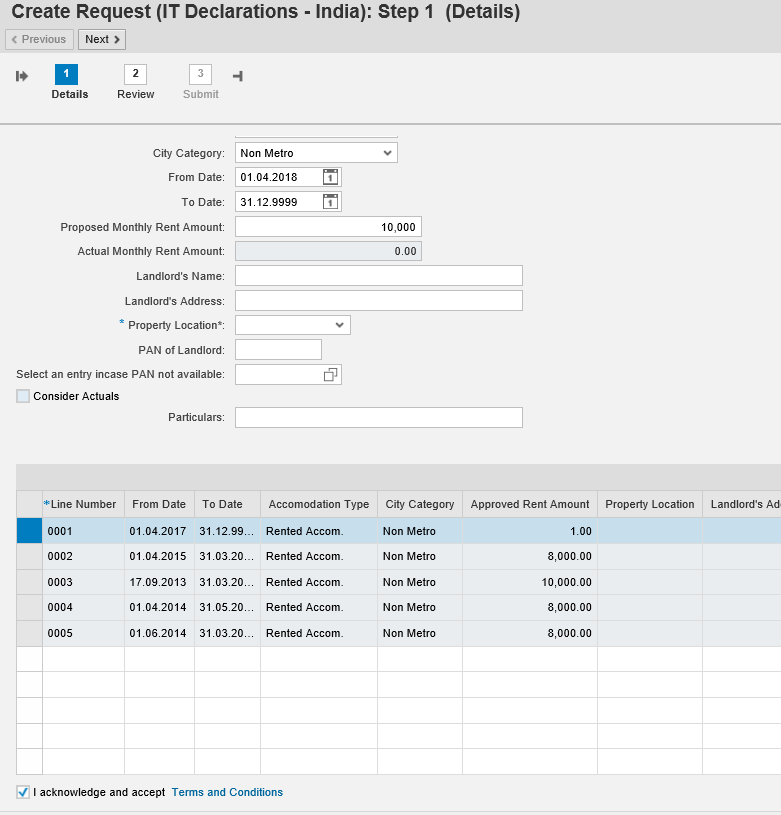 Create Request (IT Declarations - India): Step 1 (Details)
Previous Next
1 2 3
Details Review Submit
City Category: Non Metro
From Date: 01.04.2018
To Date: 31.12.9999
Proposed Monthly Rent Amount: 10,000
Actual Monthly Rent Amount: 0.00
Landlord's Name:
Landlord's Address:
* Property Location*:
PAN of Landlord:
Select an entry incase PAN not available:
Consider Actuals
Particulars:
*Line Number From Date To Date Accomodation Type City Category Approved Rent Amount Property Location Landlord's Ad
0001 01.04.2017 31.12.99... Rented Accom. Non Metro 1.00
0002 01.04.2015 31.03.20... Rented Accom. Non Metro 8,000.00
0003 17.09.2013 31.03.20... Rented Accom. Non Metro 10,000.00
0004 01.04.2014 31.05.20... Rented Accom. Non Metro 8,000.00
0005 01.06.2014 31.03.20... Rented Accom. Non Metro 8,000.00
I acknowledge and accept Terms and Conditions